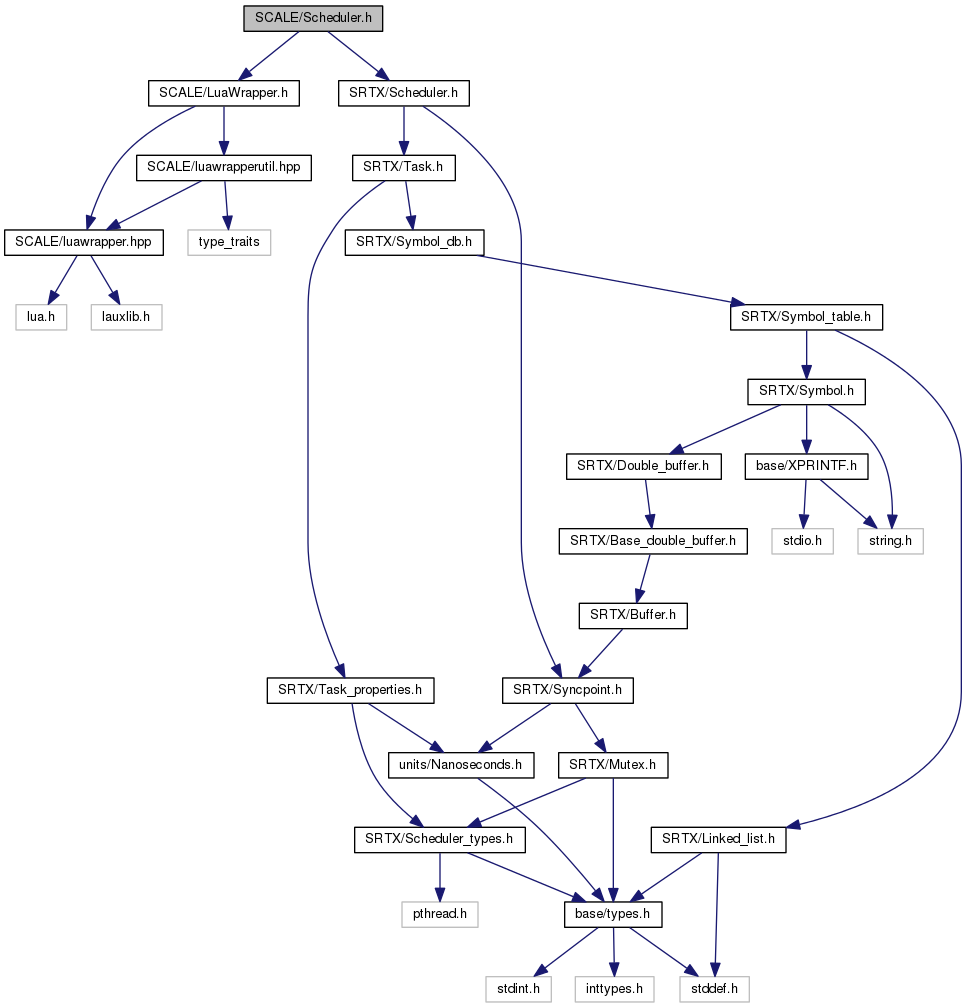 SCALE/Scheduler.h
SCALE/LuaWrapper.h
SRTX/Scheduler.h
SCALE/luawrapperutil.hpp
SRTX/Task.h
SCALE/luawrapper.hpp
type_traits
SRTX/Symbol_db.h
lua.h
lauxlib.h
SRTX/Symbol_table.h
SRTX/Symbol.h
SRTX/Double_buffer.h
base/XPRINTF.h
SRTX/Base_double_buffer.h
stdio.h
string.h
SRTX/Buffer.h
SRTX/Task_properties.h
SRTX/Syncpoint.h
units/Nanoseconds.h
SRTX/Mutex.h
SRTX/Scheduler_types.h
SRTX/Linked_list.h
pthread.h
base/types.h
stdint.h
inttypes.h
stddef.h